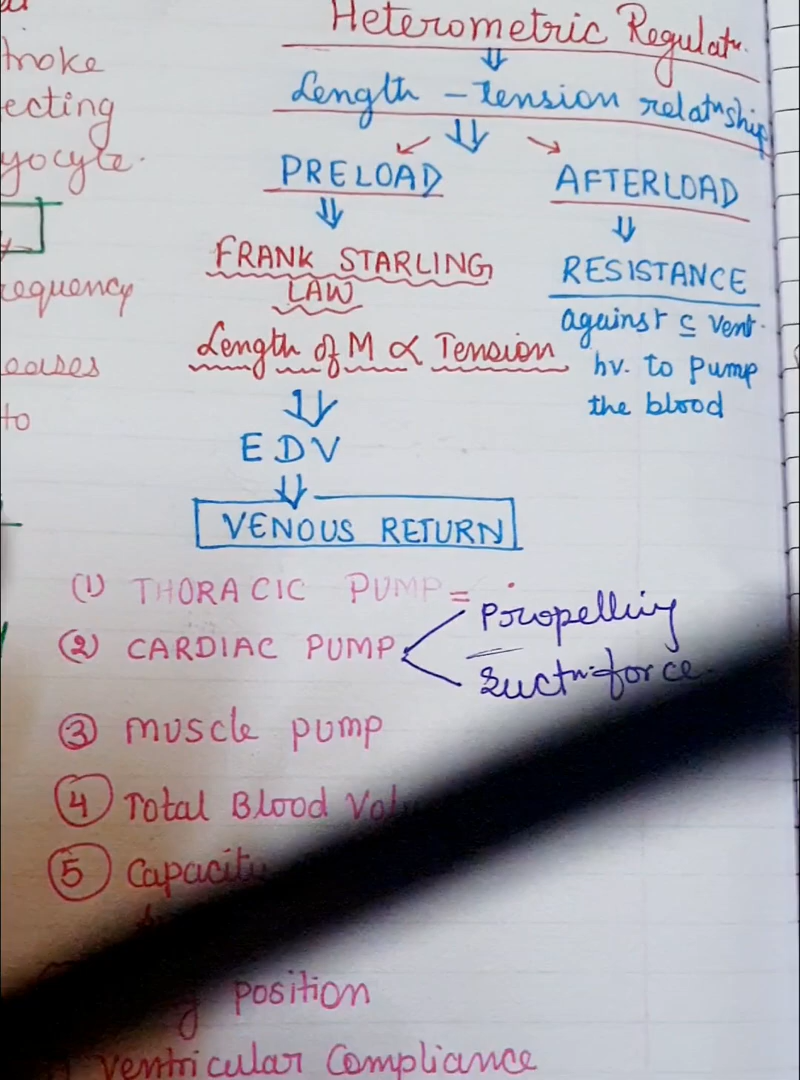 troke
ecting
yocyte.
equency
eases
to
Heterometric Regulatn.
Length - Tension relatnship
PRELOAD
AFTERLOAD
FRANK STARLING
LAW
Length of M ∝ Tension
RESISTANCE
against c̲ vent.
hv. to pump
the blood
EDV
VENOUS RETURN
(1) THORACIC PUMP =
(2) CARDIAC PUMP
Propelling
Suctn. force.
③ muscle pump
④ Total Blood Vol
⑤ Capacity
position
ventricular compliance